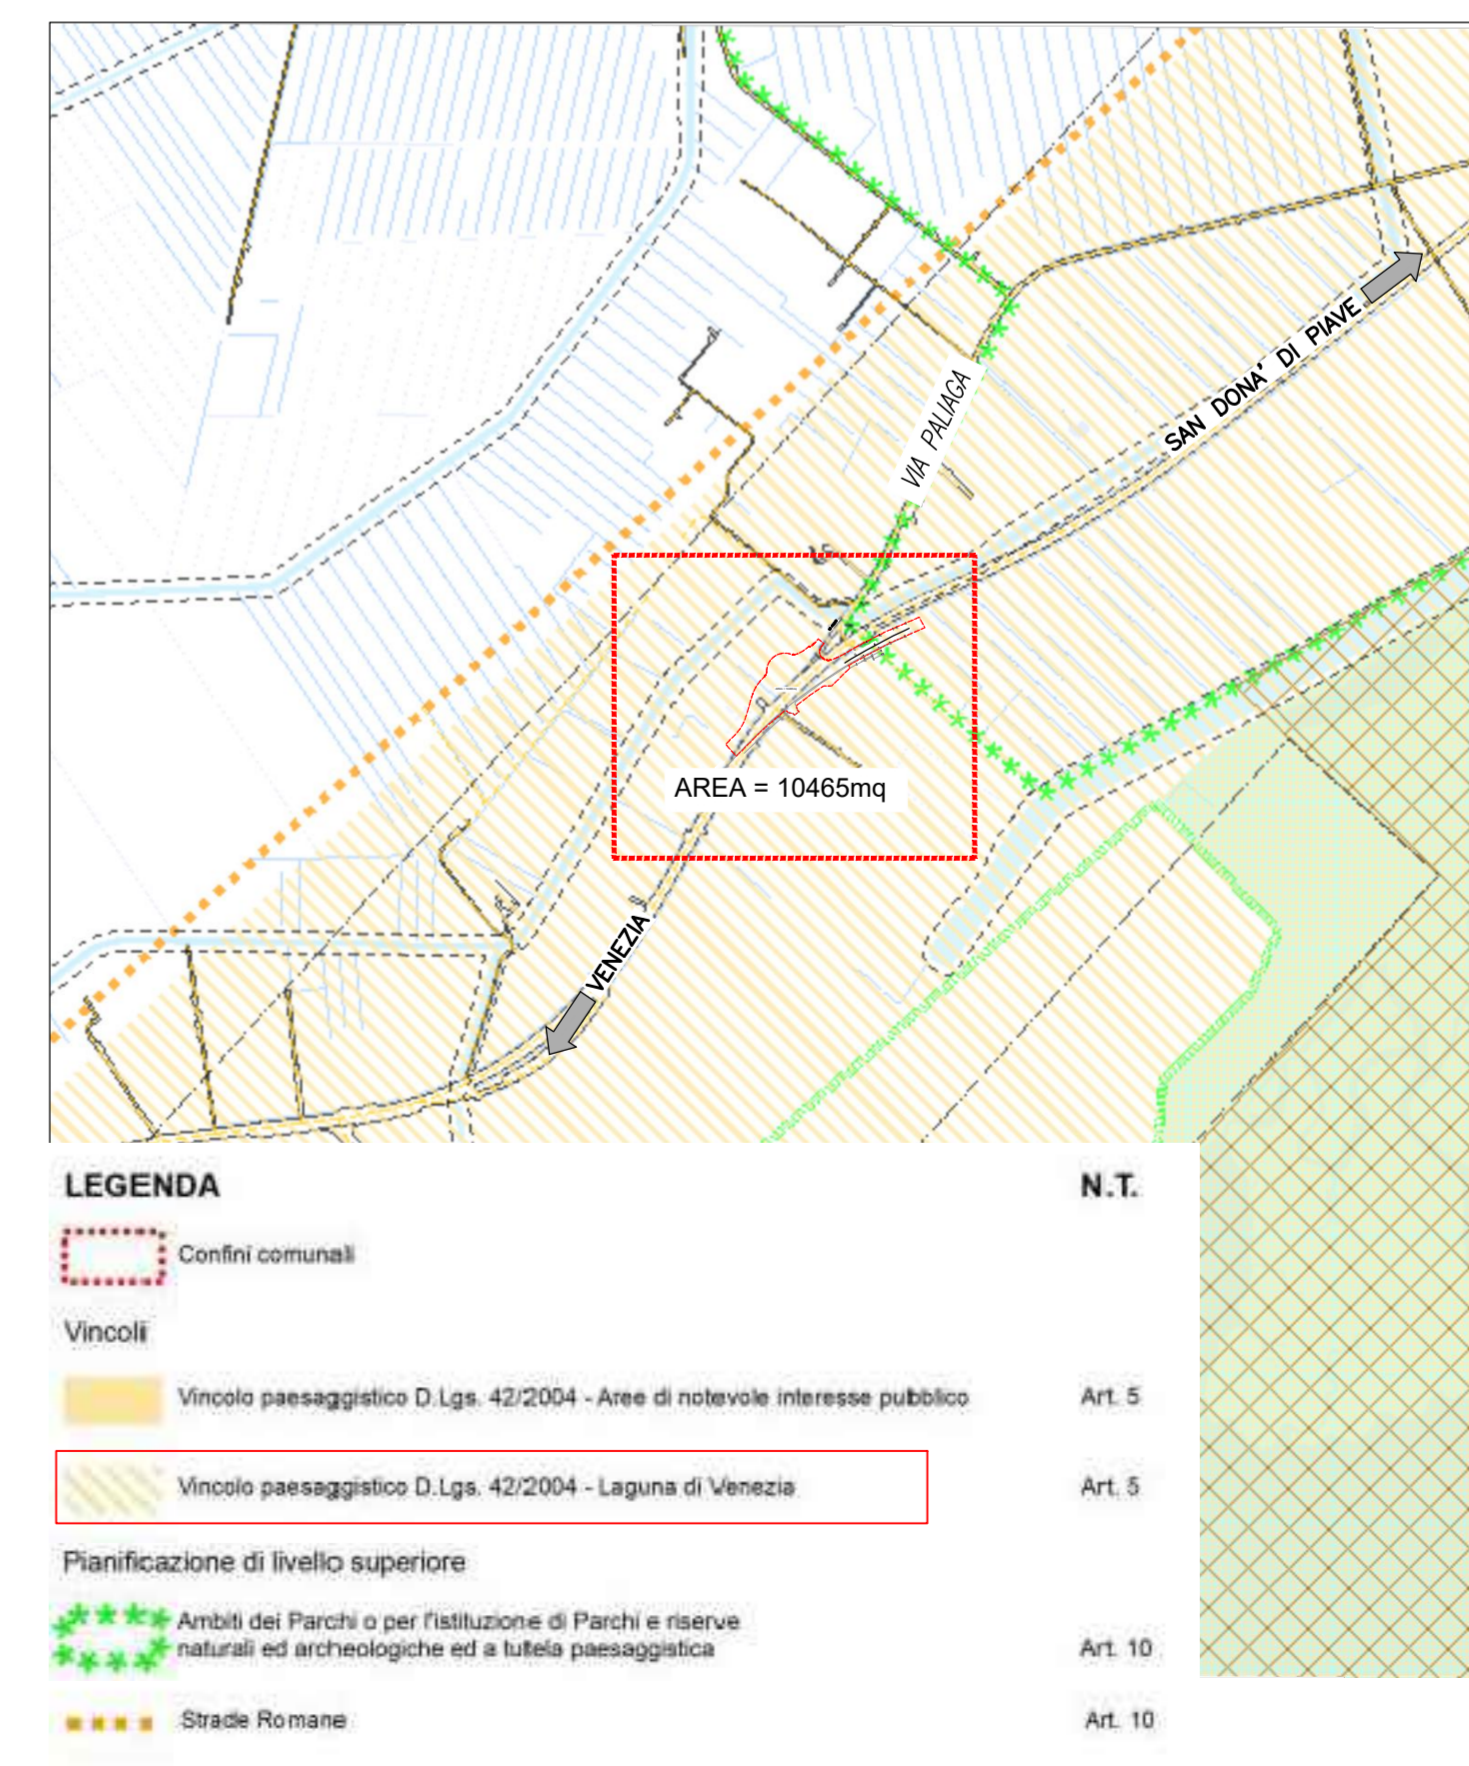 SAN DONA' DI PIAVE
VIA PALIAGA
AREA = 10465mq
VENEZIA
LEGENDA N.T.
Confini comunali
Vincoli
Vincolo paesaggistico D.Lgs. 42/2004 - Aree di notevole interesse pubblico Art. 5
Vincolo paesaggistico D.Lgs. 42/2004 - Laguna di Venezia Art. 5
Pianificazione di livello superiore
Ambiti dei Parchi o per l'istituzione di Parchi e riserve
naturali ed archeologiche ed a tutela paesaggistica Art. 10
Strade Romane Art. 10